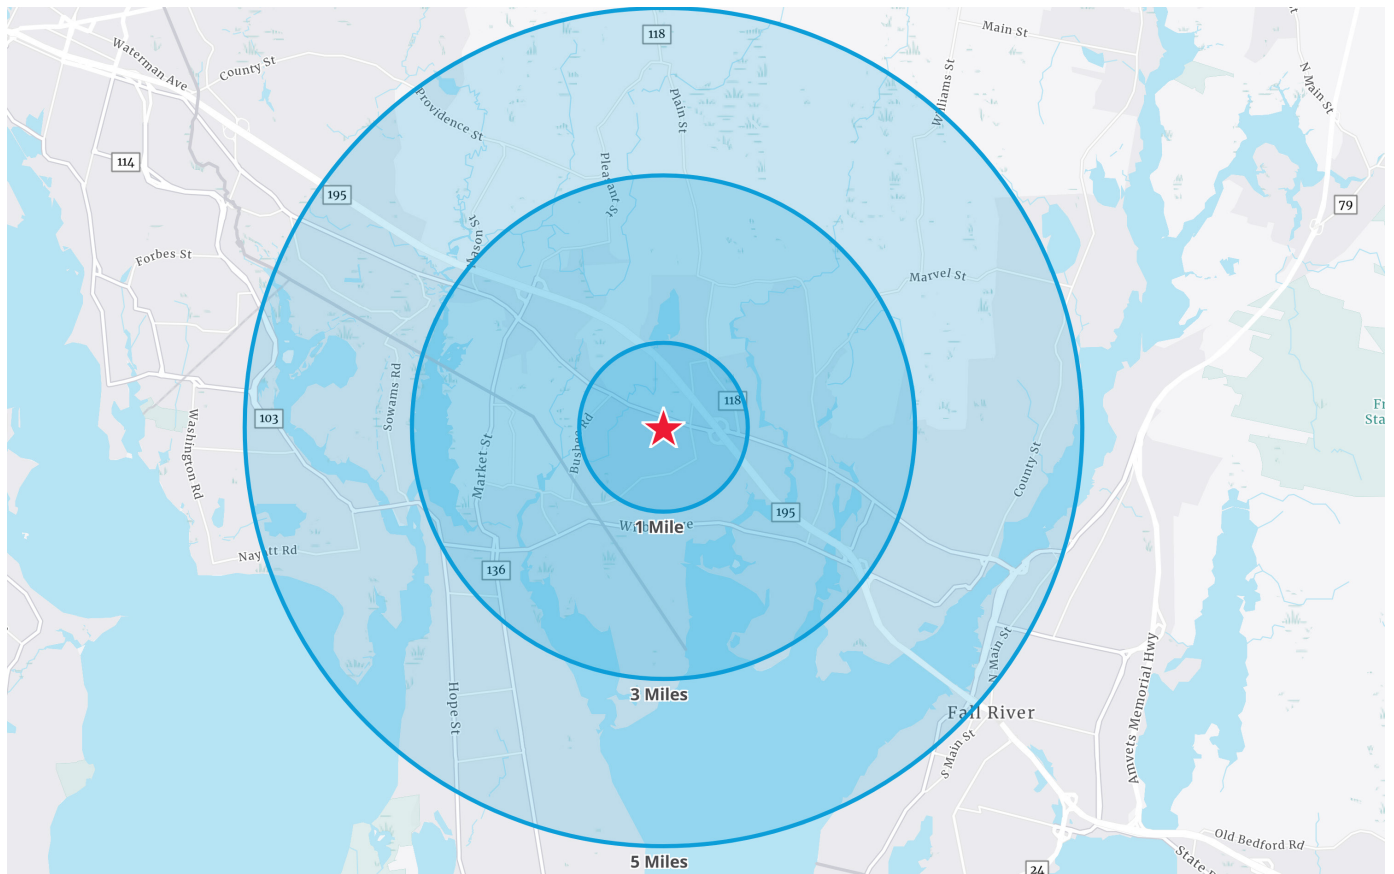 118
Main St
Waterman Ave
County St
N Main St
Providence St
Plain St
Williams St
114
Pleasant St
195
79
Mason St
Forbes St
Marvel St
Sowams Rd
103
118
Washington Rd
Market St
Bushee Rd
County St
195
1 Mile
Nayatt Rd
136
N Main St
Amvets Memorial Hwy
3 Miles
Hope St
Fall River
S Main St
Old Bedford Rd
5 Miles
State
24